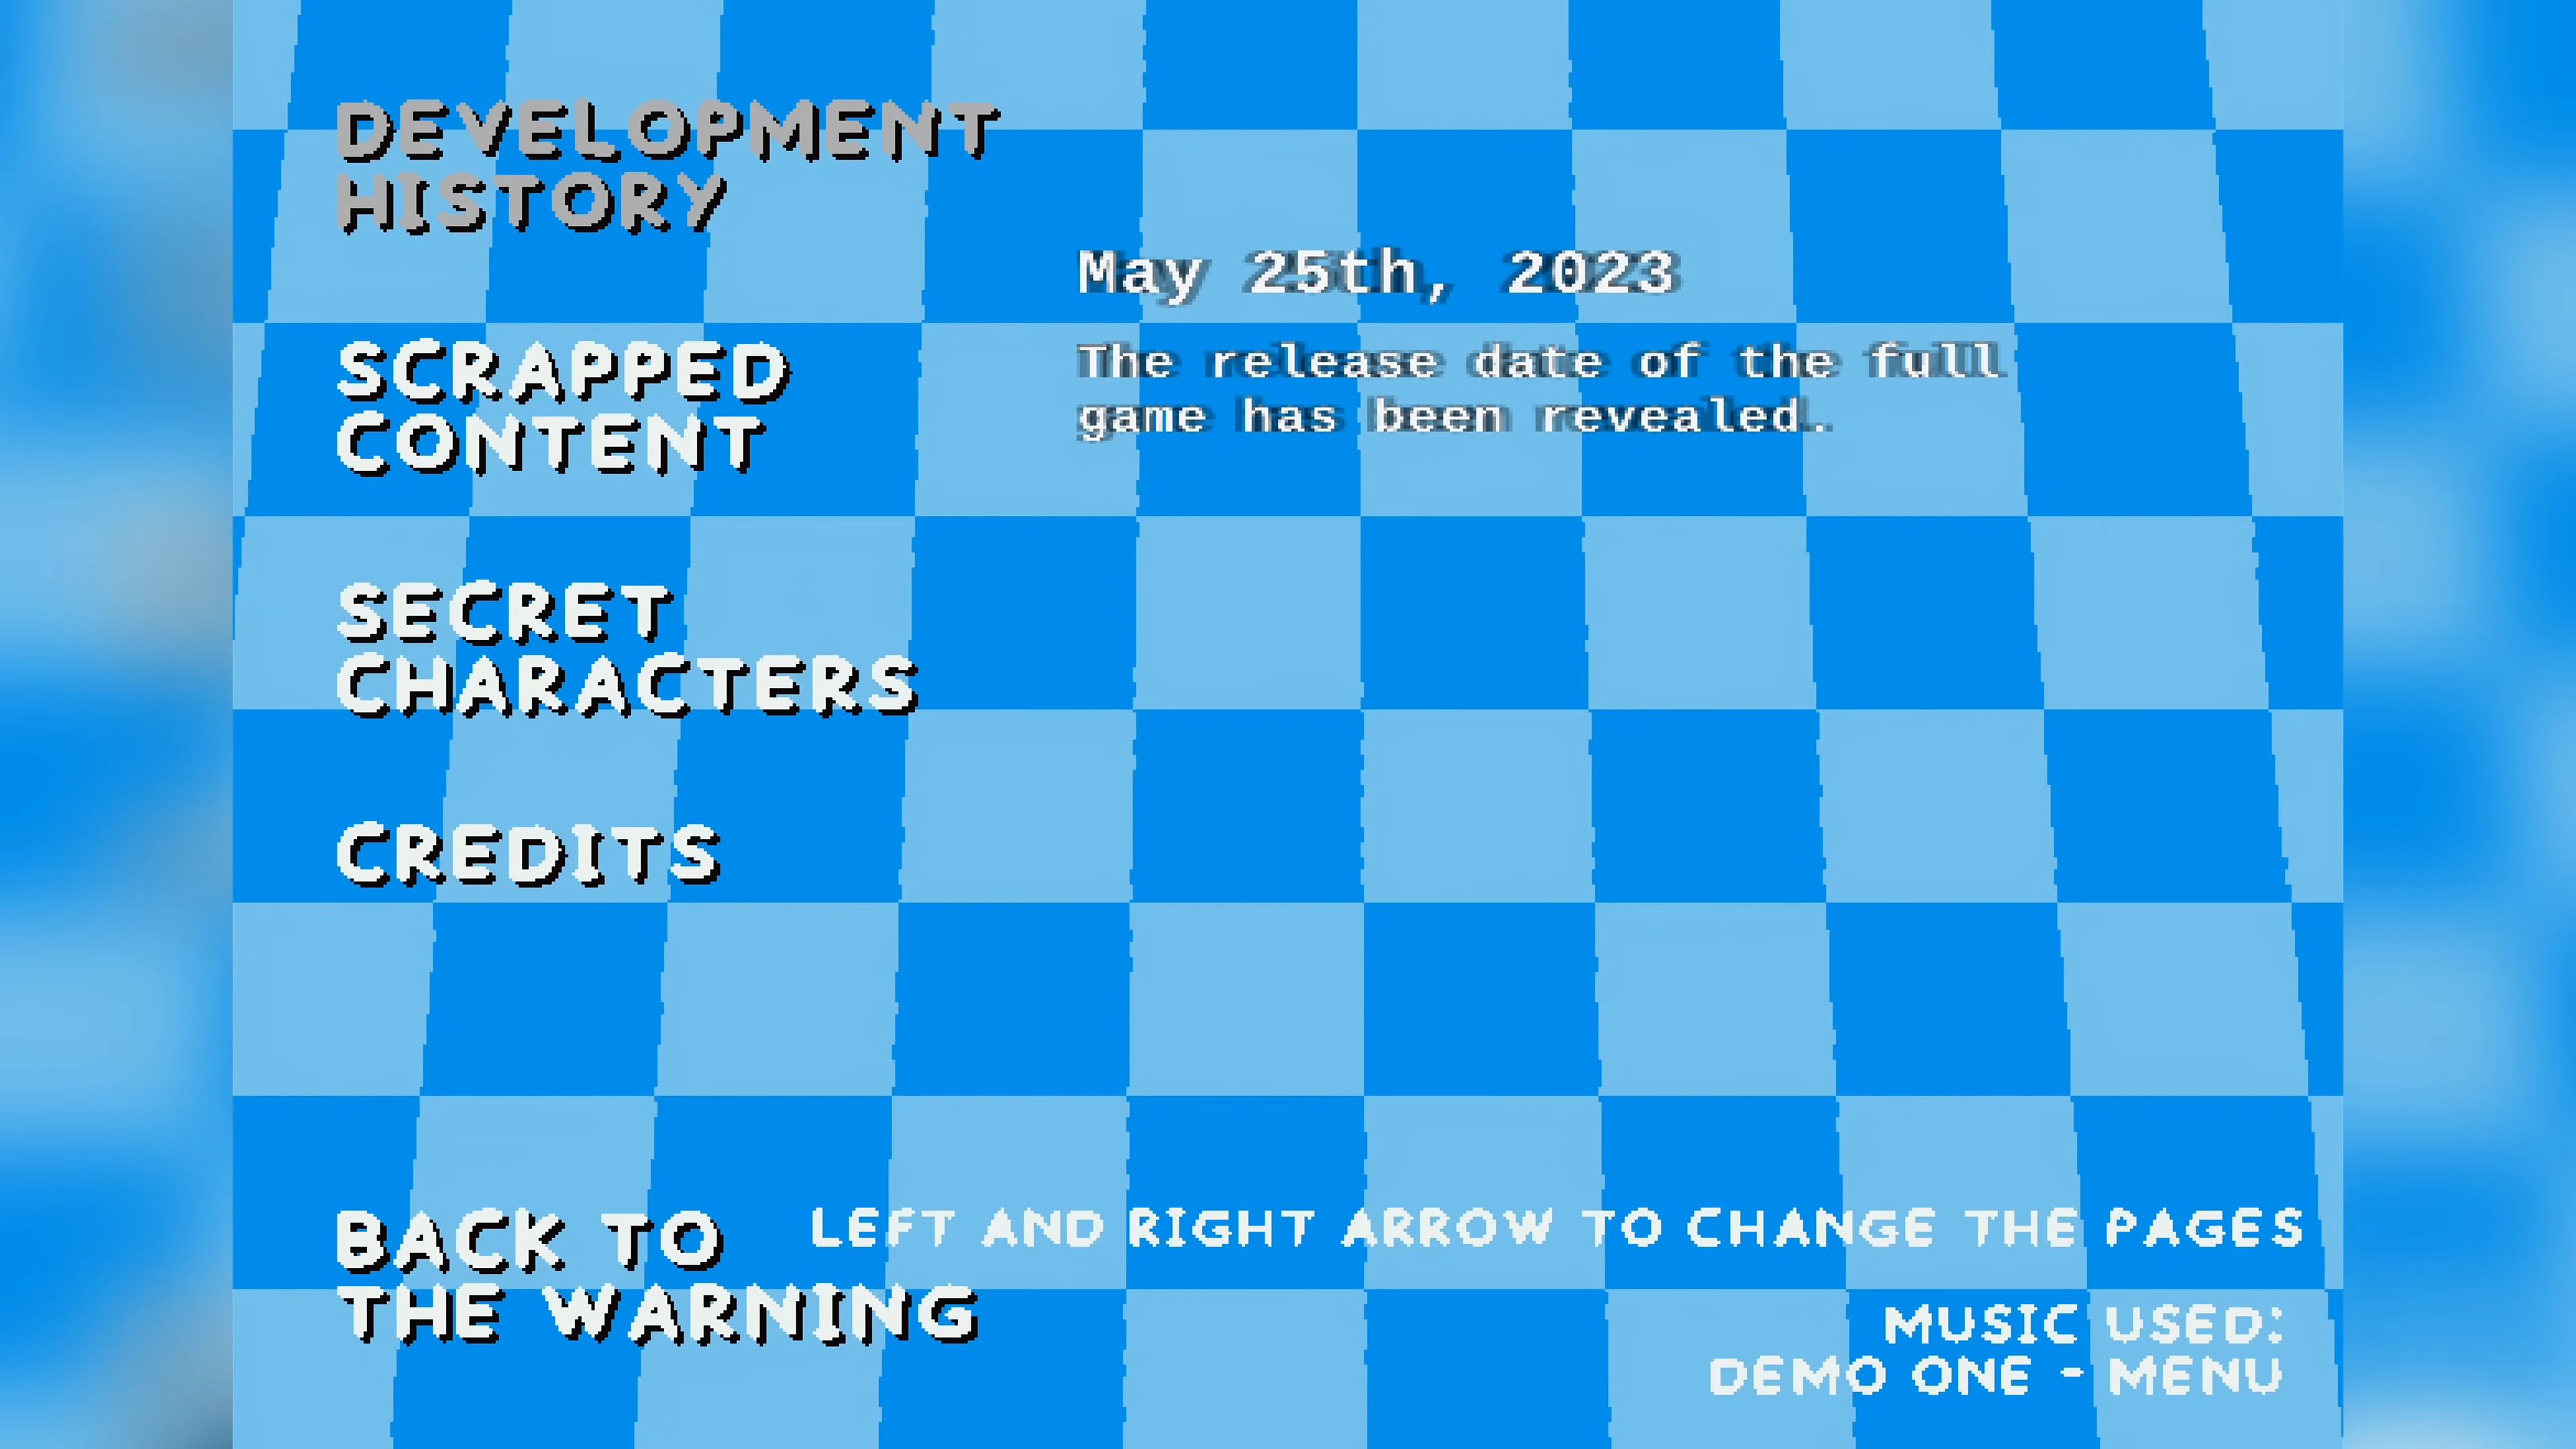 DEVELOPMENT
HISTORY
May 25th, 2023
The release date of the full
game has been revealed.
SCRAPPED
CONTENT
SECRET
CHARACTERS
CREDITS
BACK TO
THE WARNING
LEFT AND RIGHT ARROW TO CHANGE THE PAGES
MUSIC USED:
DEMO ONE - MENU